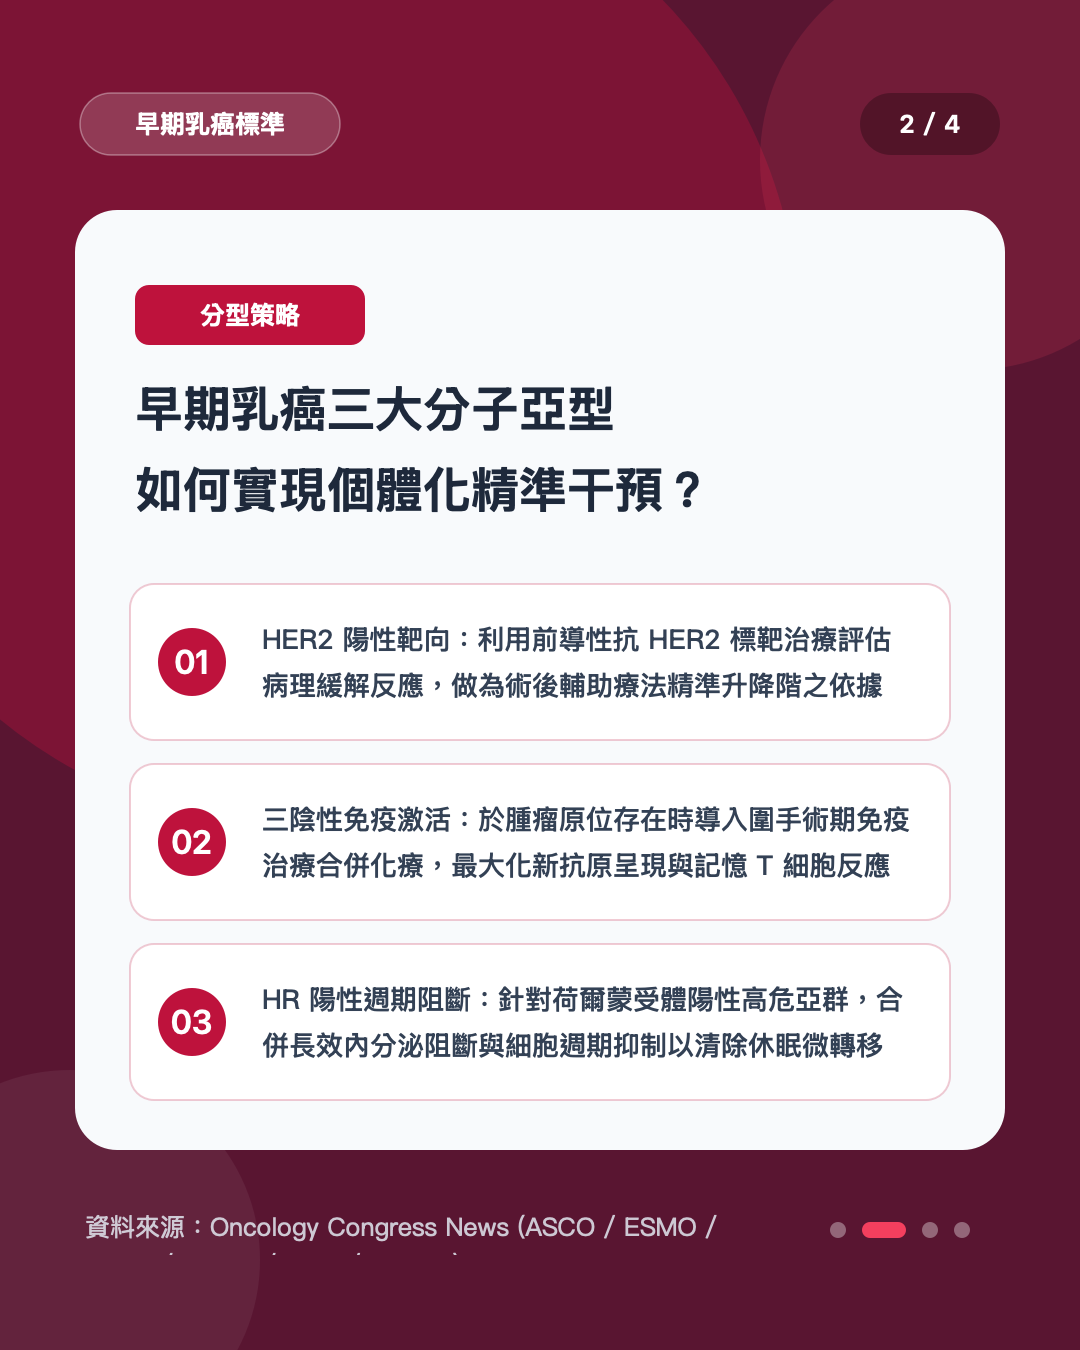 早期乳癌標準
2 / 4
分型策略
早期乳癌三大分子亞型
如何實現個體化精準干預？
01
HER2 陽性靶向：利用前導性抗 HER2 標靶治療評估
病理緩解反應，做為術後輔助療法精準升降階之依據
02
三陰性免疫激活：於腫瘤原位存在時導入圍手術期免疫
治療合併化療，最大化新抗原呈現與記憶 T 細胞反應
03
HR 陽性週期阻斷：針對荷爾蒙受體陽性高危亞群，合
併長效內分泌阻斷與細胞週期抑制以清除休眠微轉移
資料來源：Oncology Congress News (ASCO / ESMO /